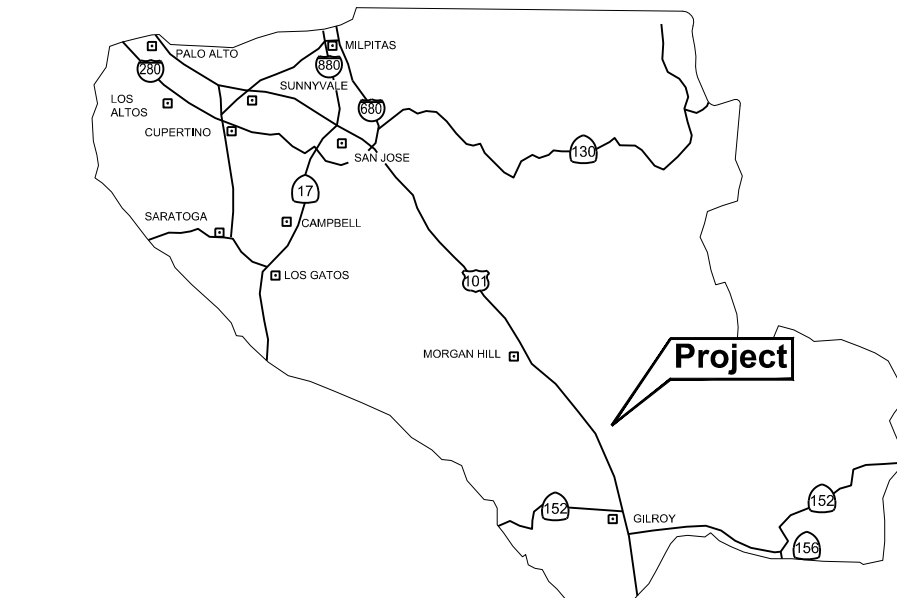 MILPITAS
PALO ALTO
880
280
SUNNYVALE
LOS
ALTOS
680
CUPERTINO
130
SAN JOSE
17
SARATOGA
CAMPBELL
LOS GATOS
101
MORGAN HILL
Project
152
152
GILROY
156